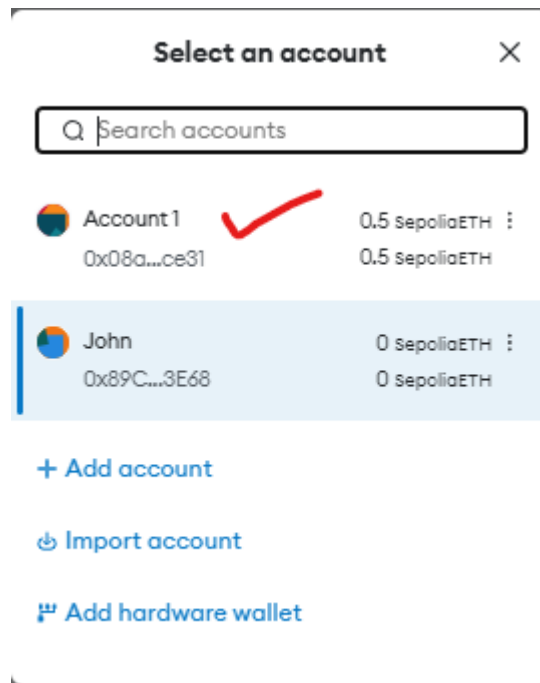 Select an account
Search accounts
Account 1 0.5 SepoliaETH
0x08a...ce31 0.5 SepoliaETH
John 0 SepoliaETH
0x89C...3E68 0 SepoliaETH
+ Add account
Import account
Add hardware wallet